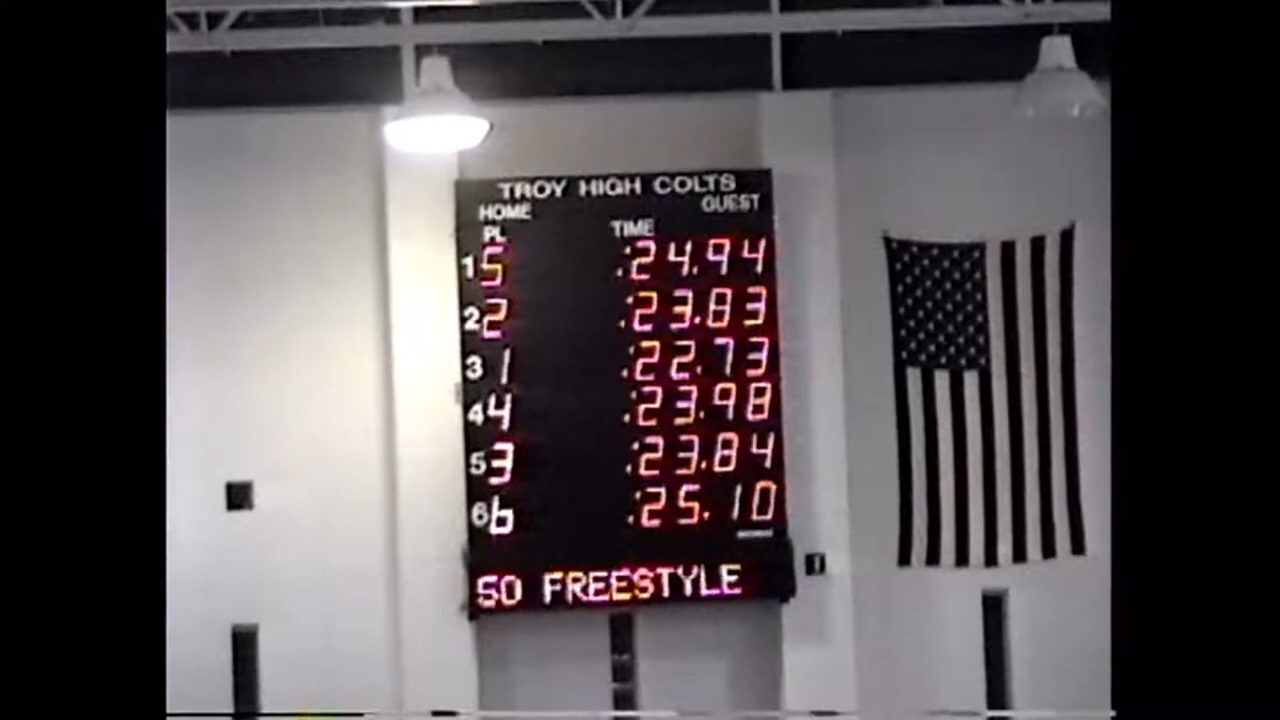 TROY HIGH COLTS
HOME GUEST
PL TIME
1 5 :24.94
2 2 :23.83
3 1 :22.73
4 4 :23.98
5 3 :23.84
6 6 :25.10
50 FREESTYLE